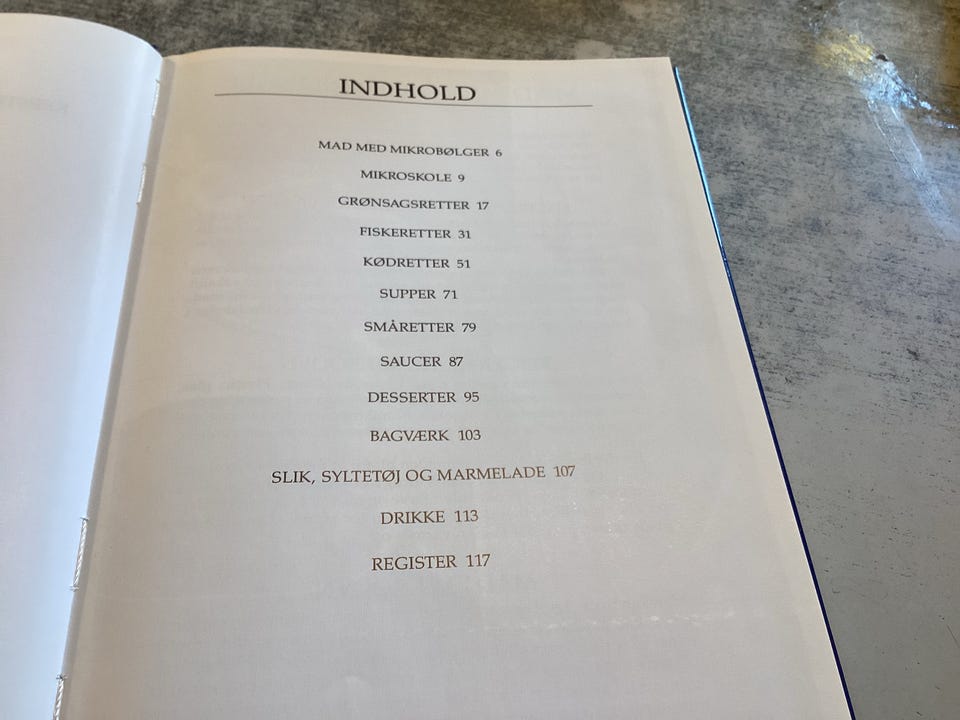 INDHOLD
MAD MED MIKROBØLGER 6
MIKROSKOLE 9
GRØNSAGSRETTER 17
FISKERETTER 31
KØDRETTER 51
SUPPER 71
SMÅRETTER 79
SAUCER 87
DESSERTER 95
BAGVÆRK 103
SLIK, SYLTETØJ OG MARMELADE 107
DRIKKE 113
REGISTER 117